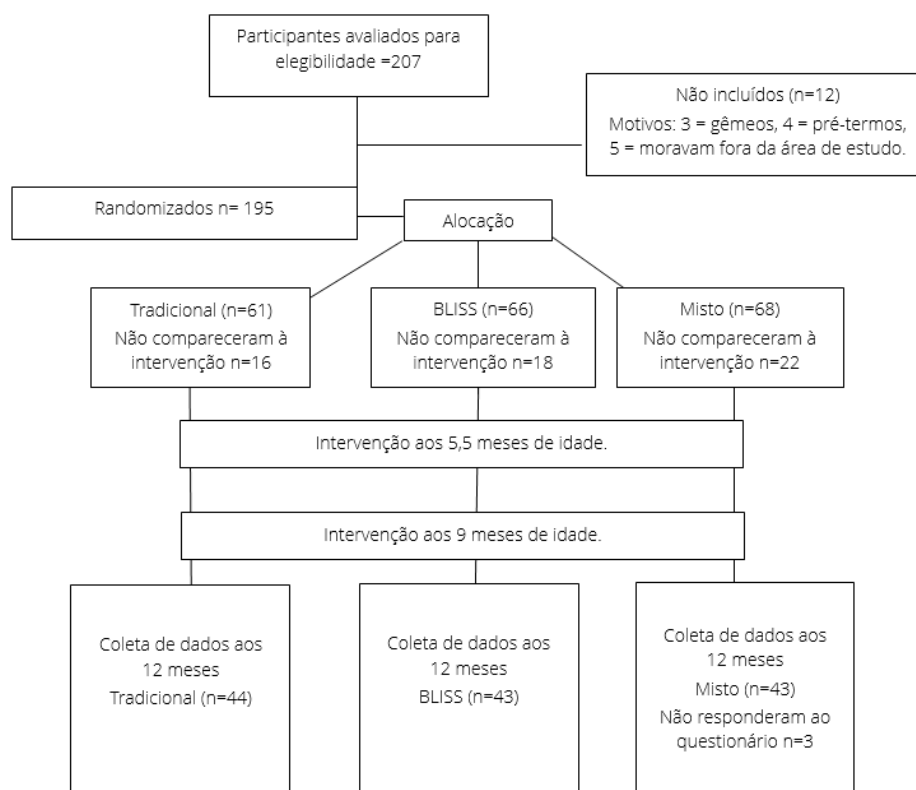 Participantes avaliados para
elegibilidade =207
Não incluídos (n=12)
Motivos: 3 = gêmeos, 4 = pré-termos,
5 = moravam fora da área de estudo.
Randomizados n= 195
Alocação
Tradicional (n=61)
Não compareceram à
intervenção n=16
BLISS (n=66)
Não compareceram à
intervenção n=18
Misto (n=68)
Não compareceram à
intervenção n=22
Intervenção aos 5,5 meses de idade.
Intervenção aos 9 meses de idade.
Coleta de dados aos
12 meses
Tradicional (n=44)
Coleta de dados aos
12 meses
BLISS (n=43)
Coleta de dados aos
12 meses
Misto (n=43)
Não responderam ao
questionário n=3